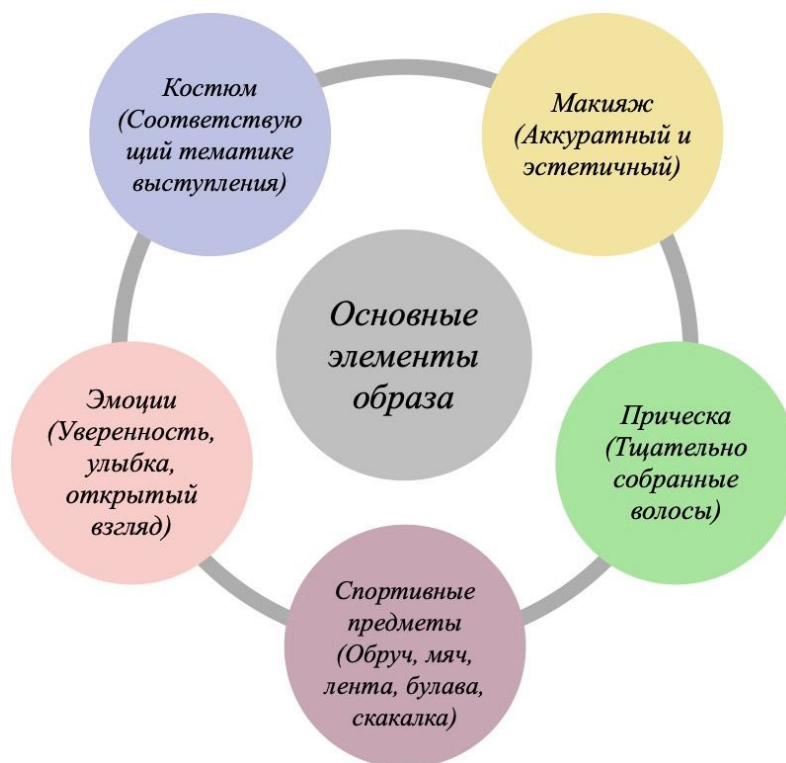 Костюм
(Соответствую
щий тематике
выступления)
Макияж
(Аккуратный и
эстетичный)
Основные
элементы
образа
Эмоции
(Уверенность,
улыбка,
открытый
взгляд)
Прическа
(Тщательно
собранные
волосы)
Спортивные
предметы
(Обруч, мяч,
лента, булава,
скакалка)